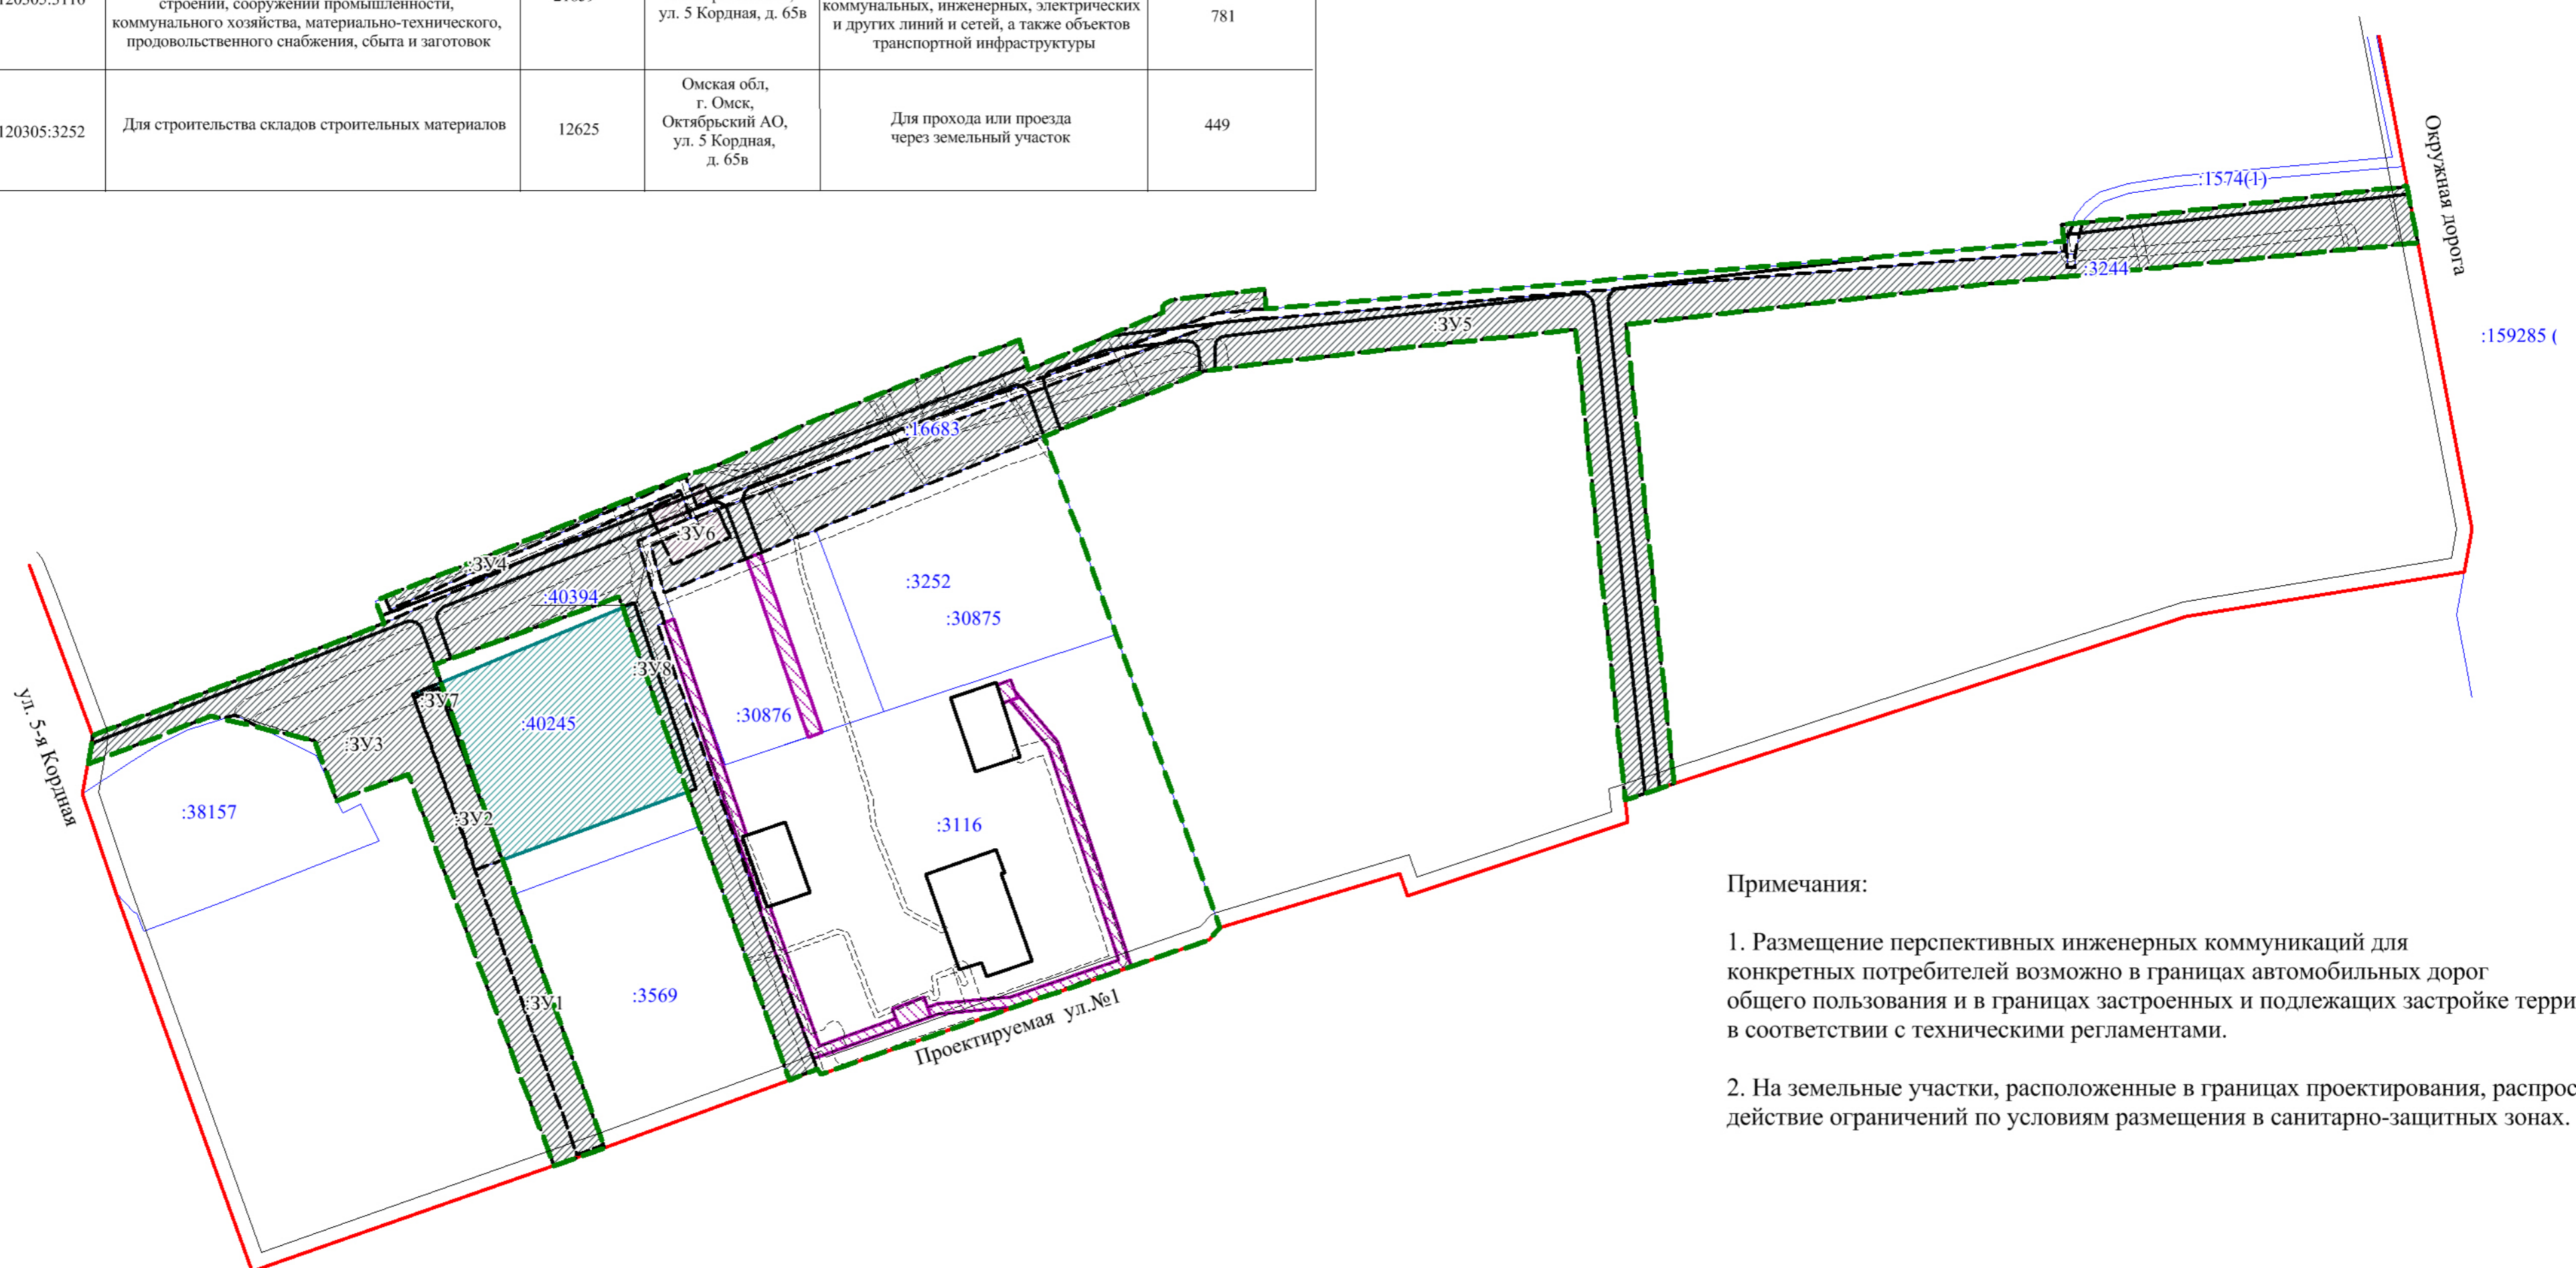 строений, сооружений промышленности,
коммунального хозяйства, материально-технического,
продовольственного снабжения, сбыта и заготовок
ул. 5 Кордная, д. 65в
коммунальных, инженерных, электрических
и других линий и сетей, а также объектов
транспортной инфраструктуры
781
120305:3252
Для строительства складов строительных материалов
12625
Омская обл,
г. Омск,
Октябрьский АО,
ул. 5 Кордная,
д. 65в
Для прохода или проезда
через земельный участок
449
Окружная дорога
:1574(1)
:3244
:159285 (
:ЗУ5
:16683
:ЗУ6
:ЗУ4
:40394
:3252
:30875
:ЗУ8
:ЗУ7
:40245
:30876
:ЗУ3
ул. 5-я Кордная
:38157
:ЗУ2
:3116
:ЗУ1
:3569
Проектируемая ул.№1
Примечания:
1. Размещение перспективных инженерных коммуникаций для
конкретных потребителей возможно в границах автомобильных дорог
общего пользования и в границах застроенных и подлежащих застройке терри
в соответствии с техническими регламентами.
2. На земельные участки, расположенные в границах проектирования, распрос
действие ограничений по условиям размещения в санитарно-защитных зонах.